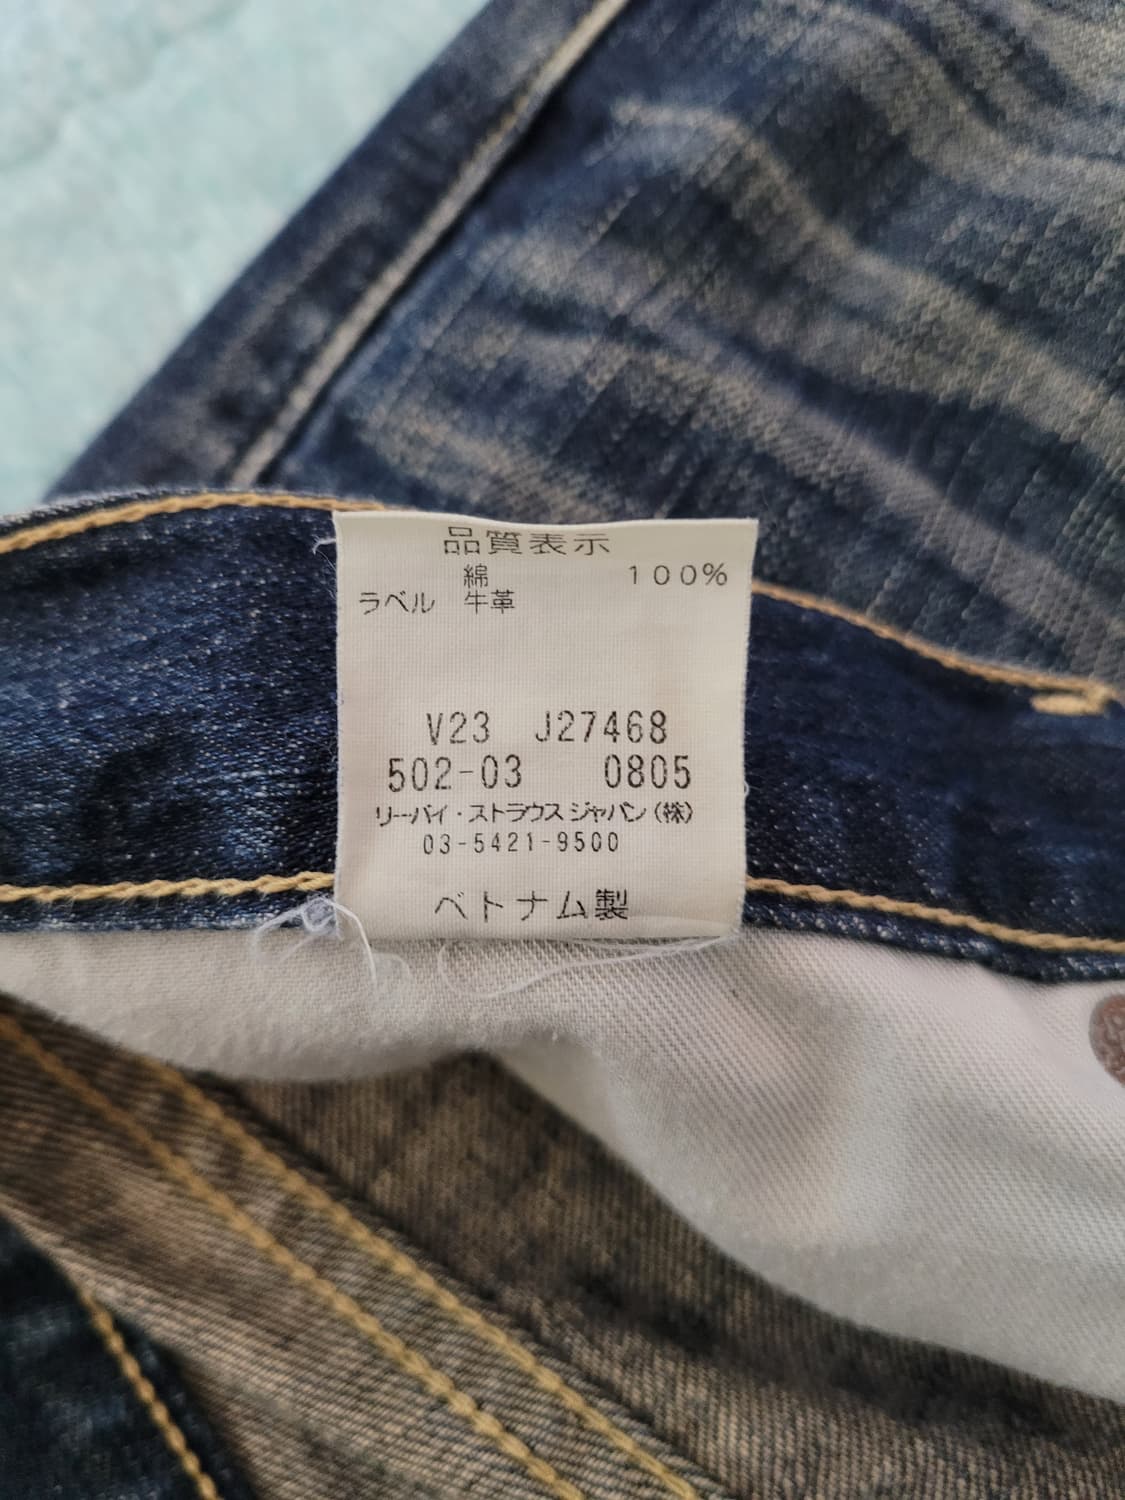 品質表示
綿 100%
ラベル 牛革
V23 J27468
502-03 0805
リーバイ・ストラウス ジャパン(株)
03-5421-9500
ベトナム製